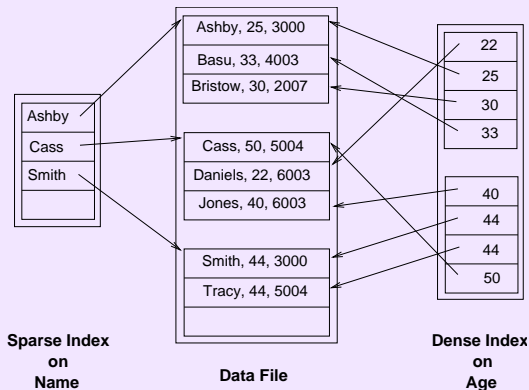 Ashby
Cass
Smith
Sparse Index
on
Name
Ashby, 25, 3000
Basu, 33, 4003
Bristow, 30, 2007
Cass, 50, 5004
Daniels, 22, 6003
Jones, 40, 6003
Smith, 44, 3000
Tracy, 44, 5004
Data File
22
25
30
33
40
44
44
50
Dense Index
on
Age